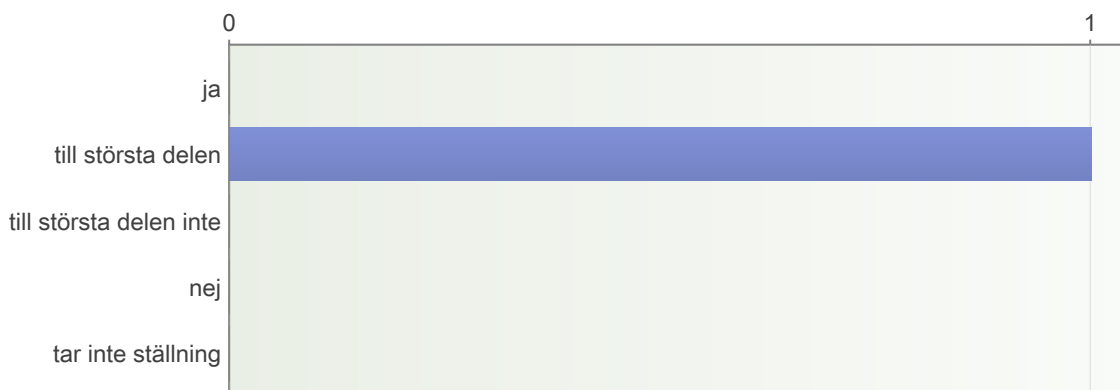 0 1
ja
till största delen
till största delen inte
nej
tar inte ställning